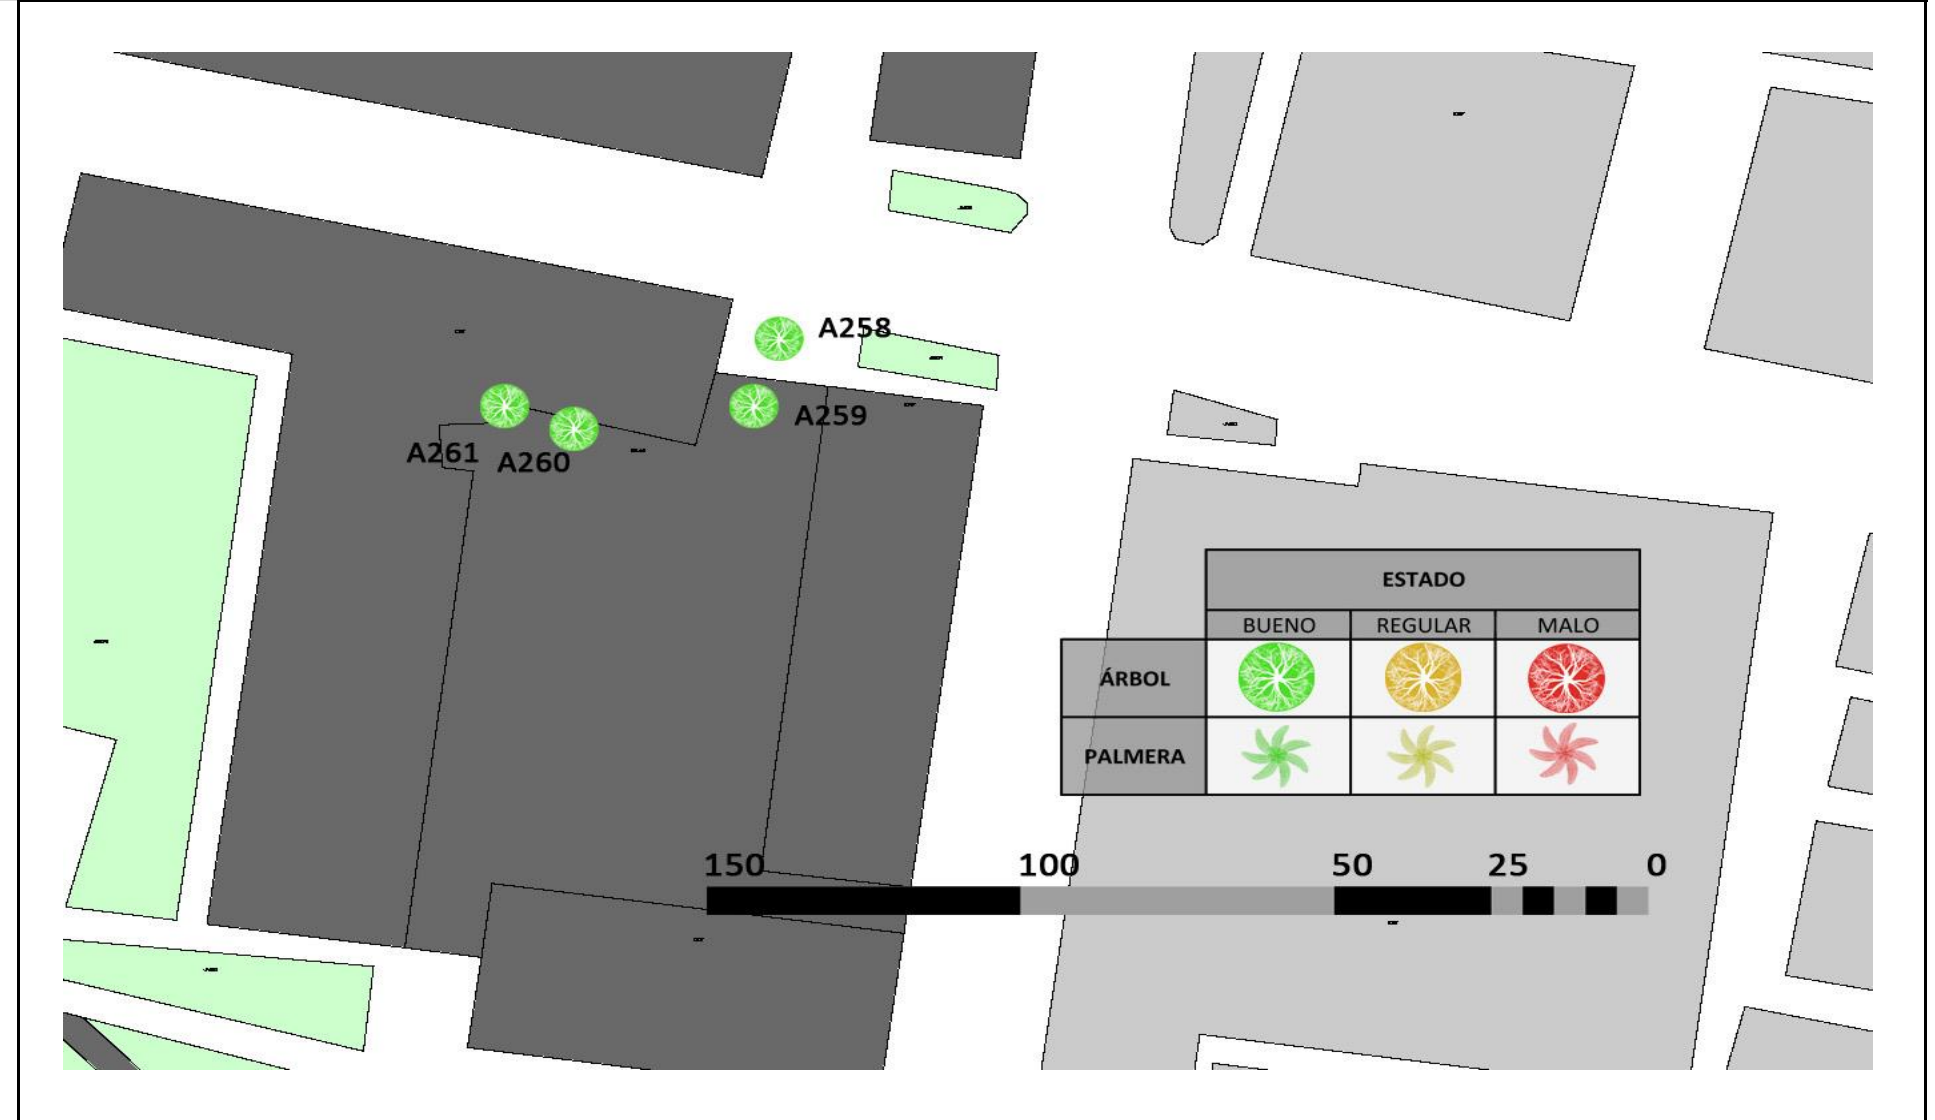 A258
A259
A261
A260
ESTADO
BUENO REGULAR MALO
ÁRBOL
PALMERA
150 100 50 25 0